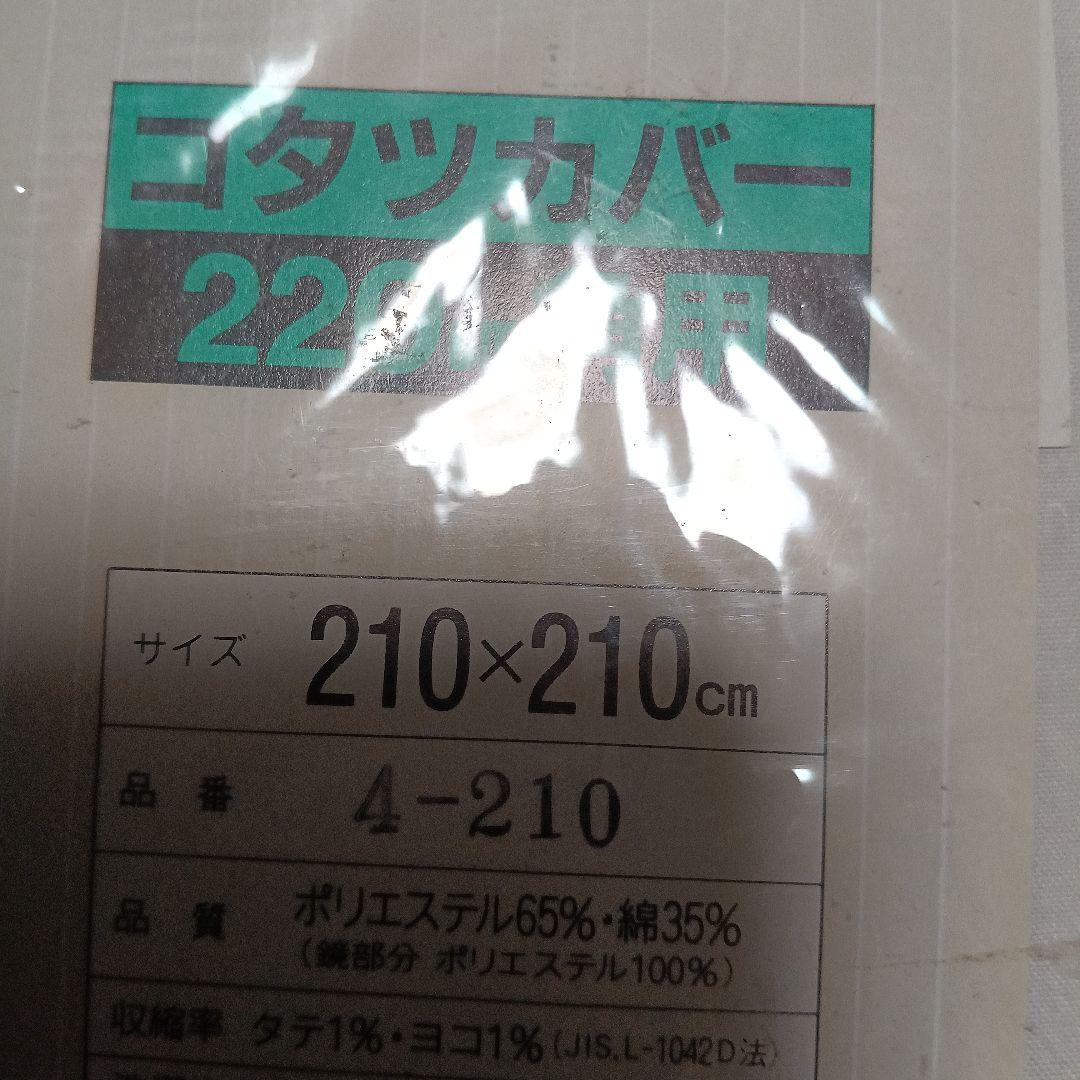 コタツカバー
サイズ 210×210cm
品番 4-210
品質 ポリエステル65%・綿35%
(鏡部分 ポリエステル100%)
収縮率 タテ1%・ヨコ1%(JIS.L-1042D法)